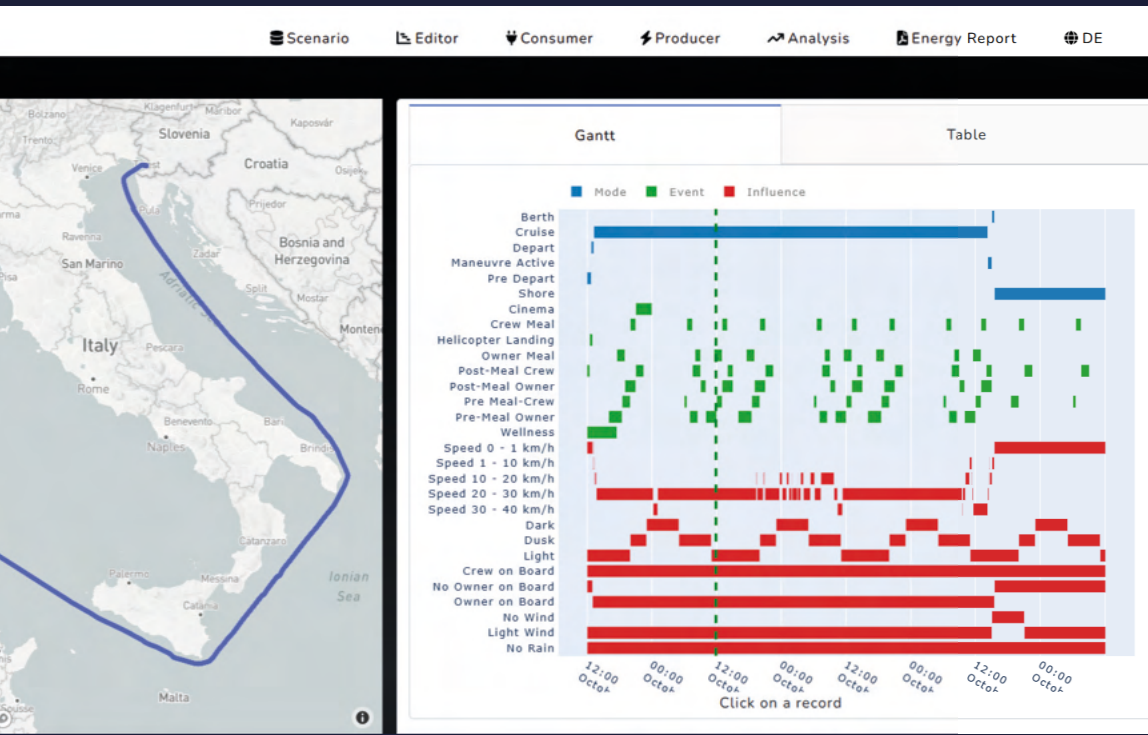 Scenario
Editor
Consumer
Producer
Analysis
Energy Report
DE
Bolzano
Klagenfurt
Maribor
Kaposvár
Trento
Slovenia
Venice
Croatia
Osijek
Pula
Prijedor
Ravenna
Bosnia and
Herzegovina
Zadar
San Marino
Split
Mostar
Italy
Pescara
Rome
Benevento
Bari
Naples
Catanzaro
Palermo
Messina
Catania
Ionian
Sea
Malta
Sousse
Gantt
Table
Mode
Event
Influence
Berth
Cruise
Depart
Maneuvre Active
Pre Depart
Shore
Cinema
Crew Meal
Helicopter Landing
Owner Meal
Post-Meal Crew
Post-Meal Owner
Pre Meal-Crew
Pre-Meal Owner
Wellness
Speed 0 - 1 km/h
Speed 1 - 10 km/h
Speed 10 - 20 km/h
Speed 20 - 30 km/h
Speed 30 - 40 km/h
Dark
Dusk
Light
Crew on Board
No Owner on Board
Owner on Board
No Wind
Light Wind
No Rain
12:00
00:00
12:00
00:00
12:00
00:00
12:00
00:00
Click on a record